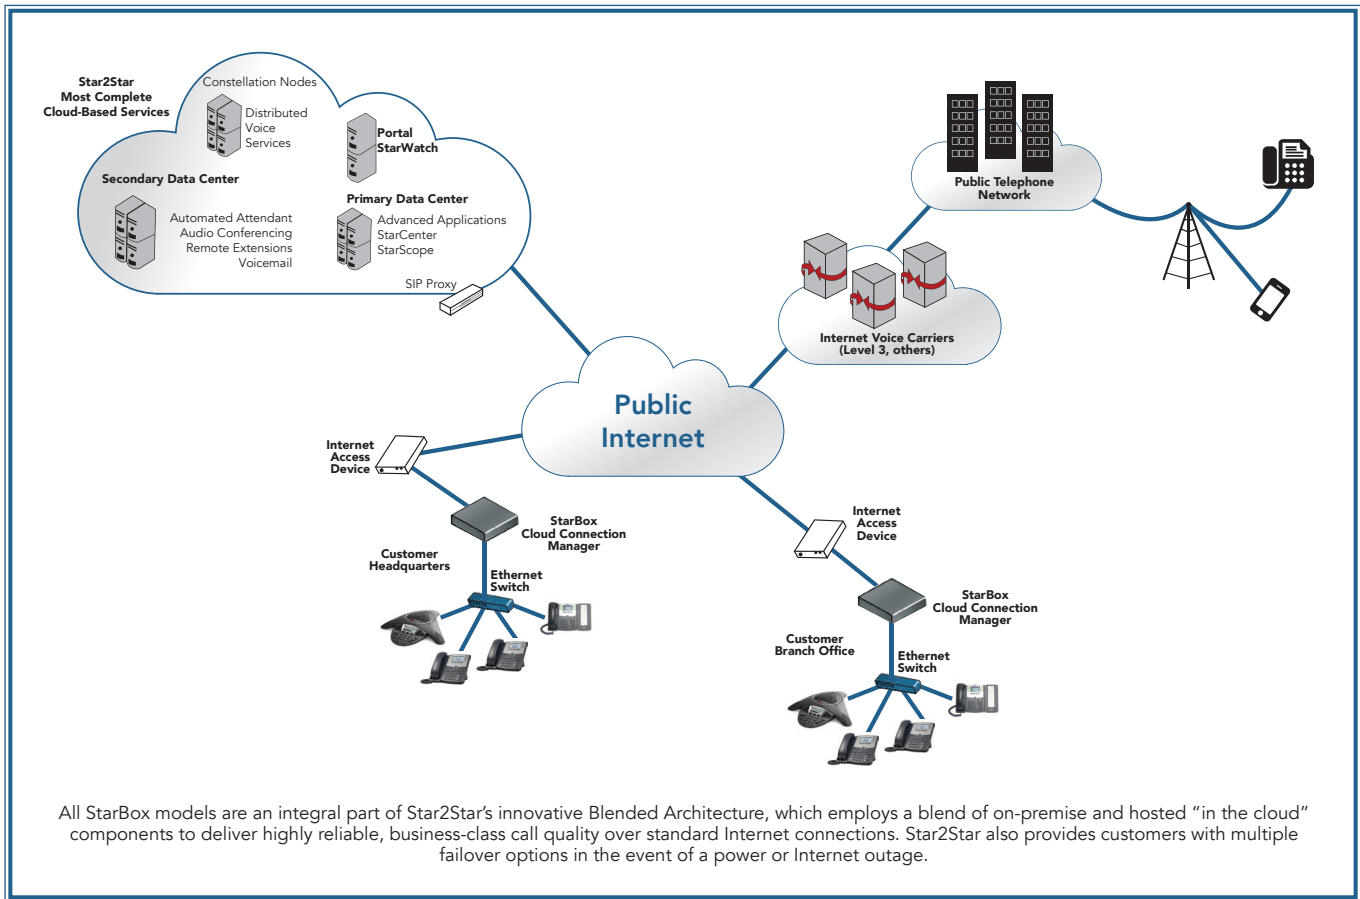 Star2Star
Most Complete
Cloud-Based Services
Constellation Nodes
Distributed
Voice
Services
Portal
StarWatch
Secondary Data Center
Automated Attendant
Audio Conferencing
Remote Extensions
Voicemail
Primary Data Center
Advanced Applications
StarCenter
StarScope
SIP Proxy
Public Telephone
Network
Internet Voice Carriers
(Level 3, others)
Public
Internet
Internet
Access
Device
StarBox
Cloud Connection
Manager
Customer
Headquarters
Ethernet
Switch
Internet
Access
Device
StarBox
Cloud Connection
Manager
Customer
Branch Office
Ethernet
Switch
All StarBox models are an integral part of Star2Star’s innovative Blended Architecture, which employs a blend of on-premise and hosted “in the cloud”
components to deliver highly reliable, business-class call quality over standard Internet connections. Star2Star also provides customers with multiple
failover options in the event of a power or Internet outage.